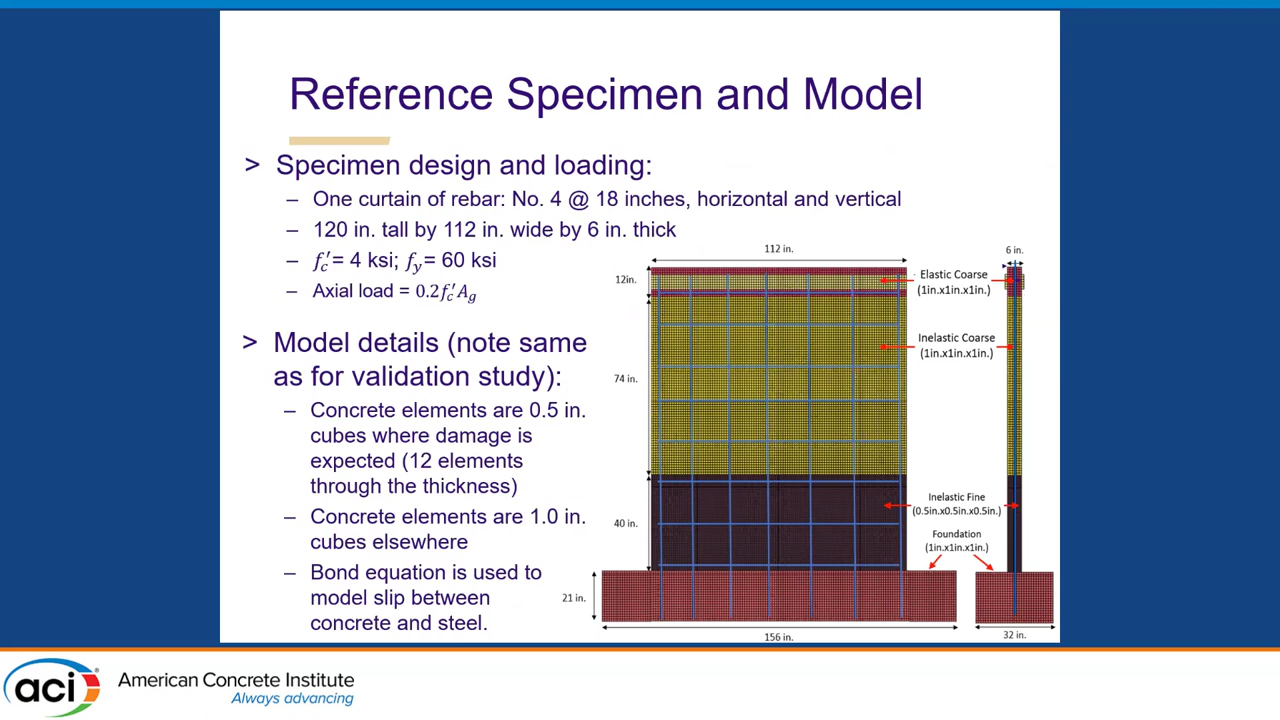 Reference Specimen and Model
> Specimen design and loading:
– One curtain of rebar: No. 4 @ 18 inches, horizontal and vertical
– 120 in. tall by 112 in. wide by 6 in. thick
– f′c= 4 ksi; fy= 60 ksi
– Axial load = 0.2f′cAg
> Model details (note same
as for validation study):
– Concrete elements are 0.5 in.
cubes where damage is
expected (12 elements
through the thickness)
– Concrete elements are 1.0 in.
cubes elsewhere
– Bond equation is used to
model slip between
concrete and steel.
112 in.
6 in.
12in.
Elastic Coarse
(1in.x1in.x1in.)
Inelastic Coarse
(1in.x1in.x1in.)
74 in.
Inelastic Fine
(0.5in.x0.5in.x0.5in.)
40 in.
Foundation
(1in.x1in.x1in.)
21 in.
156 in.
32 in.
aci®
American Concrete Institute
Always advancing